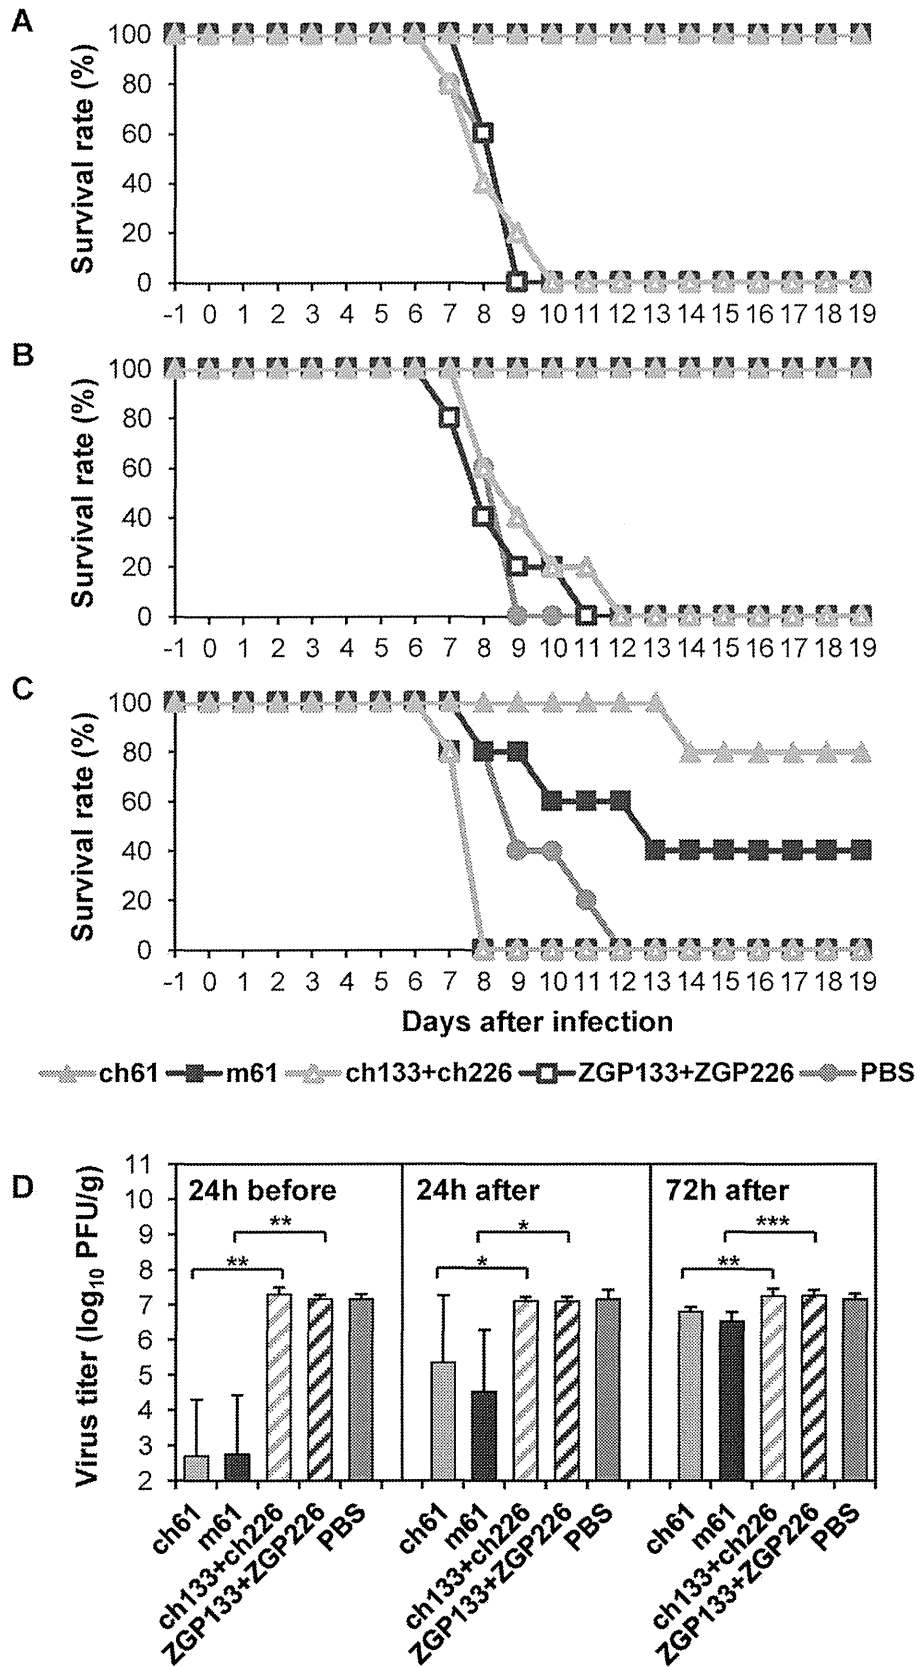 A
Survival rate (%)
100
80
60
40
20
0
-1 0 1 2 3 4 5 6 7 8 9 10 11 12 13 14 15 16 17 18 19
B
Survival rate (%)
100
80
60
40
20
0
-1 0 1 2 3 4 5 6 7 8 9 10 11 12 13 14 15 16 17 18 19
C
Survival rate (%)
100
80
60
40
20
0
-1 0 1 2 3 4 5 6 7 8 9 10 11 12 13 14 15 16 17 18 19
Days after infection
ch61 m61 ch133+ch226 ZGP133+ZGP226 PBS
D
Virus titer (log10 PFU/g)
11
10
9
8
7
6
5
4
3
2
24h before
**
**
24h after
*
*
72h after
***
**
ch61 m61 ch133+ch226 ZGP133+ZGP226 PBS
ch61 m61 ch133+ch226 ZGP133+ZGP226 PBS
ch61 m61 ch133+ch226 ZGP133+ZGP226 PBS